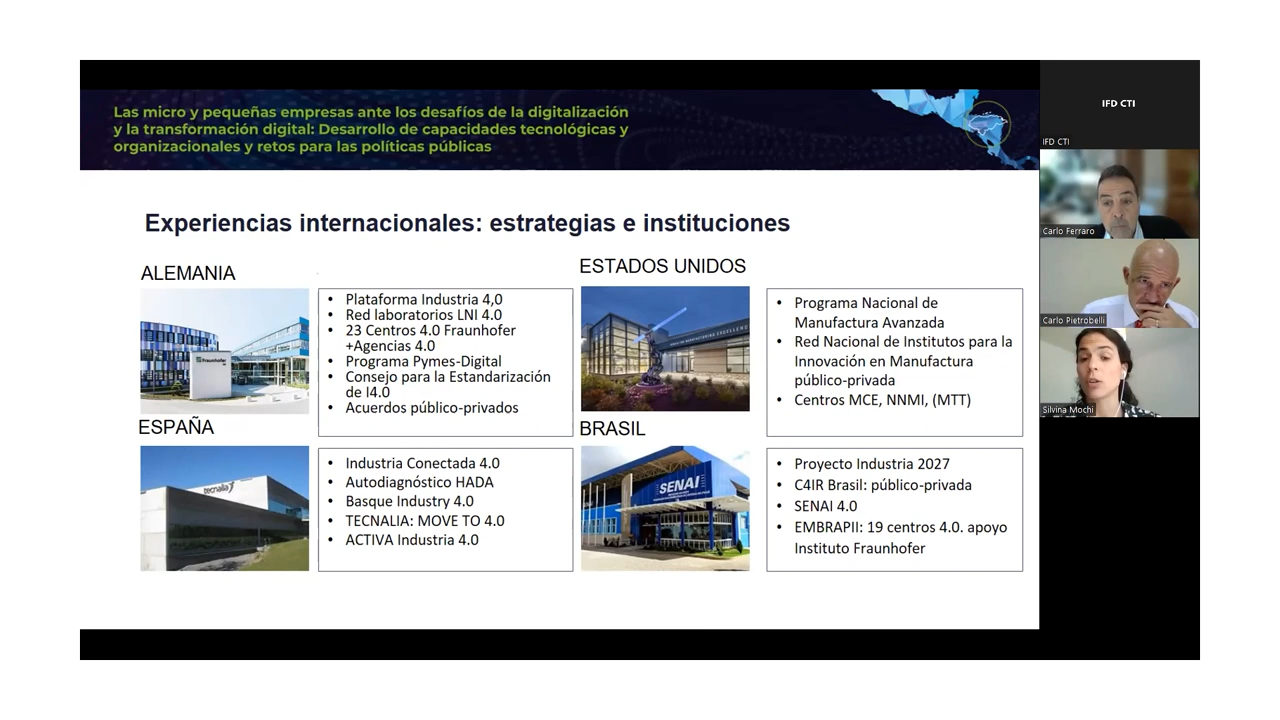 Las micro y pequeñas empresas ante los desafíos de la digitalización
y la transformación digital: Desarrollo de capacidades tecnológicas y
organizacionales y retos para las políticas públicas
Experiencias internacionales: estrategias e instituciones
ALEMANIA
Fraunhofer
• Plataforma Industria 4,0
• Red laboratorios LNI 4.0
• 23 Centros 4.0 Fraunhofer
+Agencias 4.0
• Programa Pymes-Digital
• Consejo para la Estandarización
de I4.0
• Acuerdos público-privados
ESTADOS UNIDOS
• Programa Nacional de
Manufactura Avanzada
• Red Nacional de Institutos para la
Innovación en Manufactura
público-privada
• Centros MCE, NNMI, (MTT)
ESPAÑA
tecnalia
• Industria Conectada 4.0
• Autodiagnóstico HADA
• Basque Industry 4.0
• TECNALIA: MOVE TO 4.0
• ACTIVA Industria 4.0
BRASIL
SENAI
• Proyecto Industria 2027
• C4IR Brasil: público-privada
• SENAI 4.0
• EMBRAPII: 19 centros 4.0. apoyo
Instituto Fraunhofer
IFD CTI
IFD CTI
Carlo Ferraro
Carlo Pietrobelli
Silvina Mochi